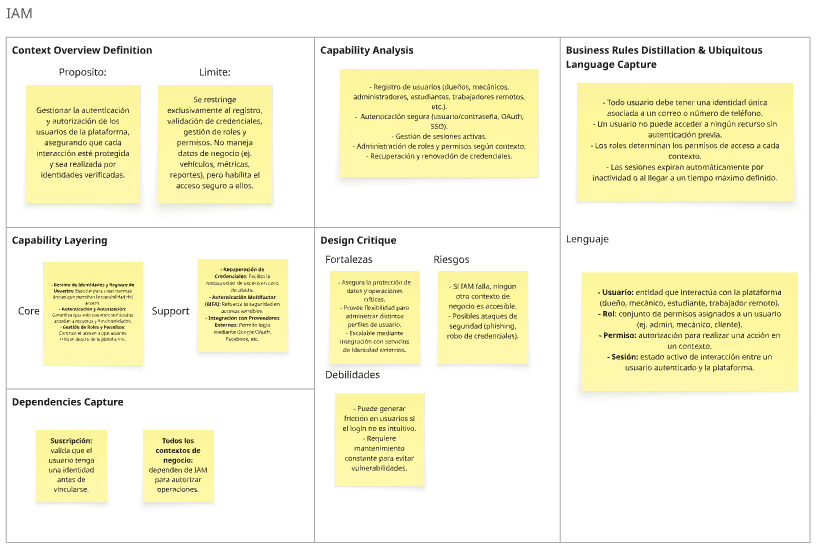 IAM
Context Overview Definition
Proposito:
Gestionar la autenticación
y autorización de los
usuarios de la plataforma,
asegurando que cada
interacción esté protegida
y sea realizada por
identidades verificadas.
Limite:
Se restringe
exclusivamente al registro,
validación de credenciales,
gestión de roles y
permisos. No maneja
datos de negocio (ej.
vehículos, métricas,
reportes), pero habilita el
acceso seguro a ellos.
Capability Analysis
- Registro de usuarios (dueños, mecánicos,
administradores, estudiantes, trabajadores remotos,
etc.).
- Autenticación segura (usuario/contraseña, OAuth,
SSO).
- Gestión de sesiones activas.
- Administración de roles y permisos según contexto.
- Recuperación y renovación de credenciales.
Business Rules Distillation & Ubiquitous
Language Capture
- Todo usuario debe tener una identidad única
asociada a un correo o número de teléfono.
- Un usuario no puede acceder a ningún recurso sin
autenticación previa.
- Los roles determinan los permisos de acceso a cada
contexto.
- Las sesiones expiran automáticamente por
inactividad o al llegar a un tiempo máximo definido.
Lenguaje
- Usuario: entidad que interactúa con la plataforma
(dueño, mecánico, estudiante, trabajador remoto).
- Rol: conjunto de permisos asignados a un usuario
(ej. admin, mecánico, cliente).
- Permiso: autorización para realizar una acción en
un contexto.
- Sesión: estado activo de interacción entre un
usuario autenticado y la plataforma.
Capability Layering
Core
- Gestión de Identidades y Registro de
Usuarios:
- Autenticación y Autorización:
- Gestión de Roles y Permisos:
Support
- Recuperación de
Credenciales: Facilita la
de olvido.
- Autenticación Multifactor
(MFA): Refuerza la seguridad en
accesos sensibles.
- Integración con Proveedores
Externos: Permite login
mediante Google OAuth,
Facebook, etc.
Design Critique
Fortalezas
- Asegura la protección de
datos y operaciones
críticas.
- Provee flexibilidad para
administrar distintos
perfiles de usuario.
- Escalable mediante
integración con servicios
de identidad externos.
Riesgos
- Si IAM falla, ningún
otro contexto de
negocio es accesible.
- Posibles ataques de
seguridad (phishing,
robo de credenciales).
Debilidades
- Puede generar
fricción en usuarios si
el login no es intuitivo.
- Requiere
mantenimiento
constante para evitar
vulnerabilidades.
Dependencies Capture
Suscripción:
valida que el
usuario tenga
una identidad
antes de
vincularse.
Todos los
contextos de
negocio:
dependen de IAM
para autorizar
operaciones.